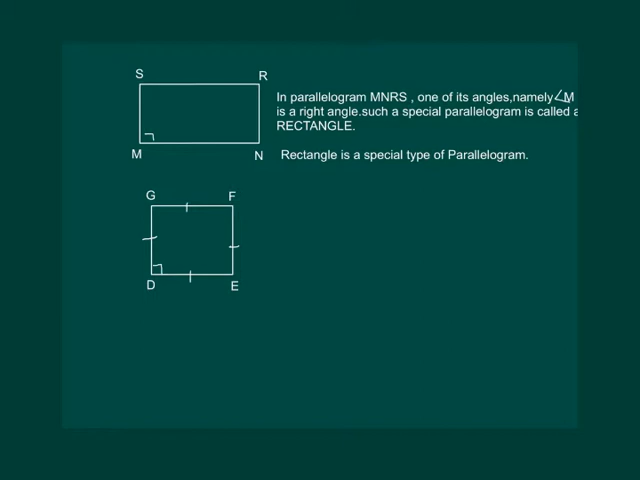 S R
In parallelogram MNRS , one of its angles,namely ∠M
is a right angle.such a special parallelogram is called a
RECTANGLE.
M N
Rectangle is a special type of Parallelogram.
G F
D E